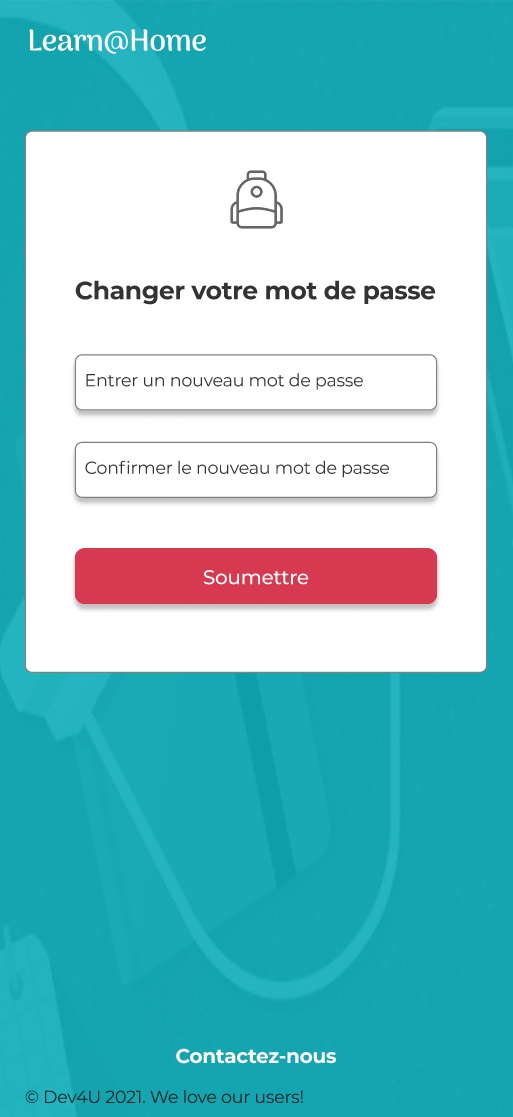 Learn@Home
Changer votre mot de passe
Entrer un nouveau mot de passe
Confirmer le nouveau mot de passe
Soumettre
Contactez-nous
© Dev4U 2021. We love our users!